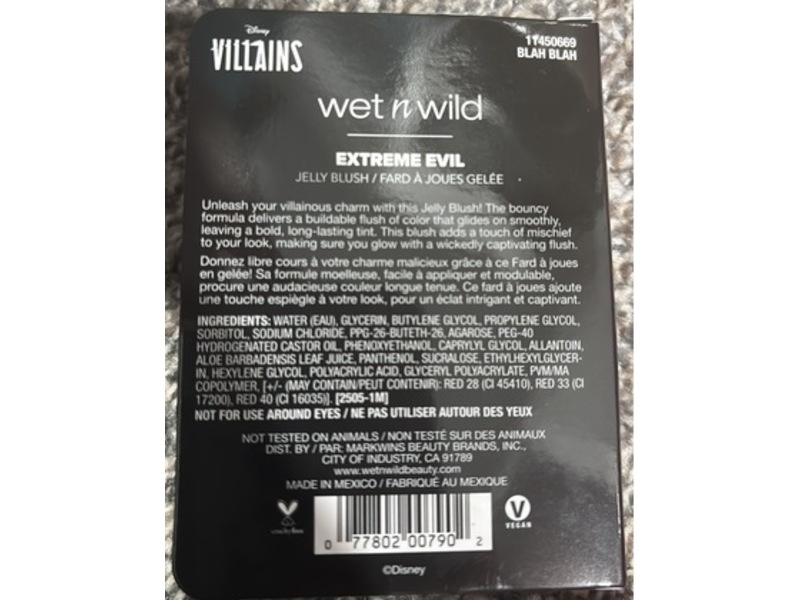 Disney
VILLAINS
11450669
BLAH BLAH
wet n wild
EXTREME EVIL
JELLY BLUSH / FARD À JOUES GELÉE
Unleash your villainous charm with this Jelly Blush! The bouncy
formula delivers a buildable flush of color that glides on smoothly,
leaving a bold, long-lasting tint. This blush adds a touch of mischief
to your look, making sure you glow with a wickedly captivating flush.
Donnez libre cours à votre charme malicieux grâce à ce Fard à joues
en gelée! Sa formule moelleuse, facile à appliquer et modulable,
procure une audacieuse couleur longue tenue. Ce fard à joues ajoute
une touche espiègle à votre look, pour un éclat intrigant et captivant.
INGREDIENTS: WATER (EAU), GLYCERIN, BUTYLENE GLYCOL, PROPYLENE GLYCOL,
SORBITOL, SODIUM CHLORIDE, PPG-26-BUTETH-26, AGAROSE, PEG-40
HYDROGENATED CASTOR OIL, PHENOXYETHANOL, CAPRYLYL GLYCOL, ALLANTOIN,
ALOE BARBADENSIS LEAF JUICE, PANTHENOL, SUCRALOSE, ETHYLHEXYLGLYCER-
IN, HEXYLENE GLYCOL, POLYACRYLIC ACID, GLYCERYL POLYACRYLATE, PVM/MA
COPOLYMER, [+/- (MAY CONTAIN/PEUT CONTENIR): RED 28 (CI 45410), RED 33 (CI
17200), RED 40 (CI 16035)]. [2505-1M]
NOT FOR USE AROUND EYES / NE PAS UTILISER AUTOUR DES YEUX
NOT TESTED ON ANIMALS / NON TESTÉ SUR DES ANIMAUX
DIST. BY / PAR: MARKWINS BEAUTY BRANDS, INC.,
CITY OF INDUSTRY, CA 91789
www.wetnwildbeauty.com
MADE IN MEXICO / FABRIQUÉ AU MEXIQUE
cruelty free
VEGAN
0 77802 00790 2
©Disney